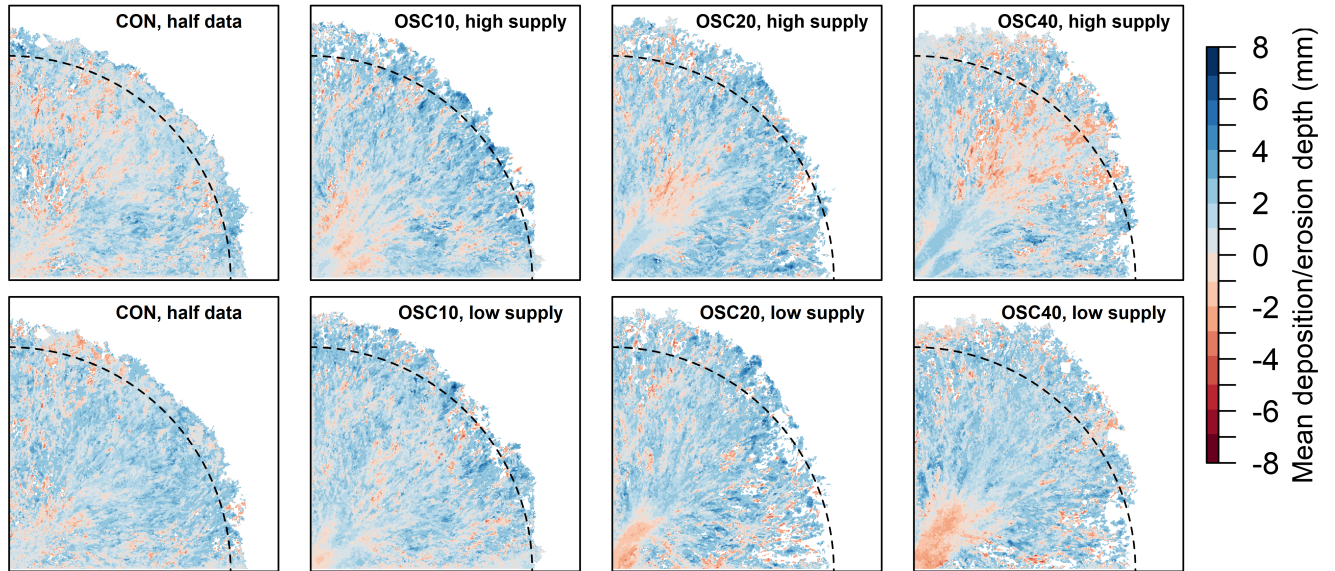 CON, half data
OSC10, high supply
OSC20, high supply
OSC40, high supply
CON, half data
OSC10, low supply
OSC20, low supply
OSC40, low supply
8
6
4
2
0
-2
-4
-6
-8
Mean deposition/erosion depth (mm)